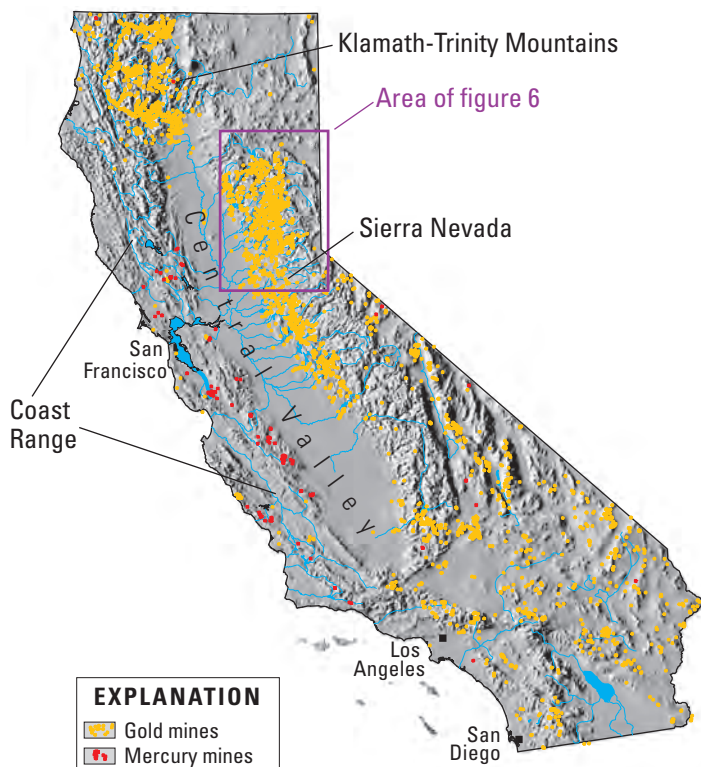 Klamath-Trinity Mountains
Area of figure 6
Sierra Nevada
Central Valley
San
Francisco
Coast
Range
Los
Angeles
San
Diego
EXPLANATION
Gold mines
Mercury mines